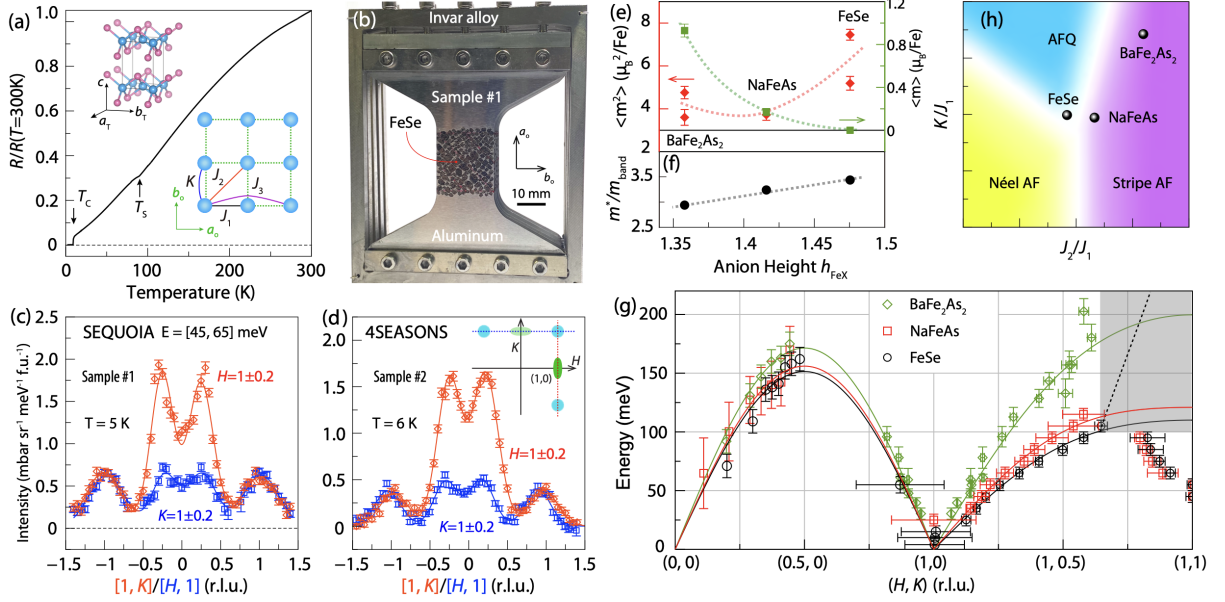 (a)
1.0
0.8
0.6
0.4
0.2
0
R/R(T=300K)
c
a_T
b_T
T_C
T_S
K
J_2
J_3
J_1
b_o
a_o
0
100
200
300
Temperature (K)
(b)
Invar alloy
Sample #1
FeSe
a_o
b_o
10 mm
Aluminum
(e)
FeSe
NaFeAs
BaFe₂As₂
<m²> (μ_B²/Fe)
8
6
4
2
<m> (μ_B/Fe)
1.2
0.8
0.4
0
(f)
m*/m_band
3.5
2.5
1.35
1.4
1.45
1.5
Anion Height h_FeX
(h)
AFQ
BaFe₂As₂
FeSe
NaFeAs
Néel AF
Stripe AF
K/J_1
J_2/J_1
(c)
SEQUOIA
E = [45, 65] meV
Sample #1
H=1±0.2
T = 5 K
K=1±0.2
Intensity (mbar sr⁻¹ meV⁻¹ f.u.⁻¹)
2.5
2.0
1.5
1.0
0.5
0.0
−1.5
−1
−0.5
0
0.5
1
1.5
[1, K]/[H, 1] (r.l.u.)
(d)
4SEASONS
K
H
(1,0)
Sample #2
T = 6 K
H=1±0.2
K=1±0.2
2.0
1.6
1.2
0.8
0.4
0
−1.5
−1
−0.5
0
0.5
1
1.5
[1, K]/[H, 1] (r.l.u.)
(g)
BaFe₂As₂
NaFeAs
FeSe
Energy (meV)
200
150
100
50
0
(0, 0)
(0.5, 0)
(1, 0)
(1, 0.5)
(1,1)
(H, K) (r.l.u.)